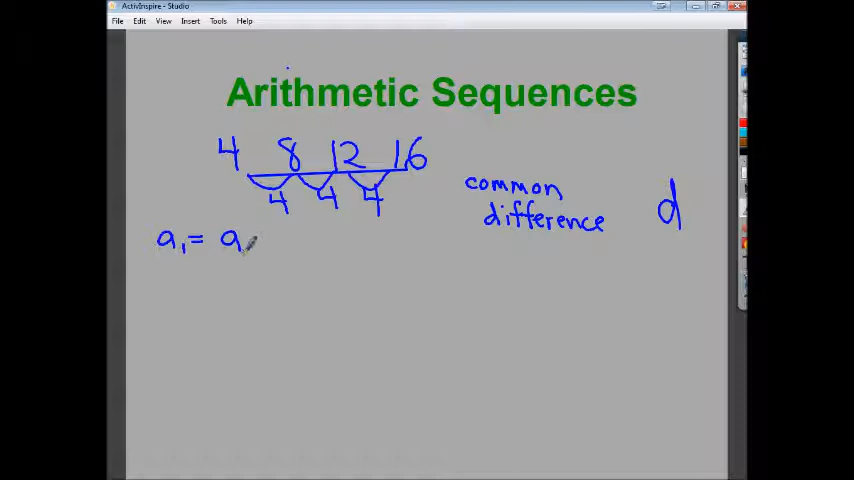 ActivInspire - Studio
File Edit View Insert Tools Help
Arithmetic Sequences
4 8 12 16
4 4 4
common
difference
d
a₁ = a